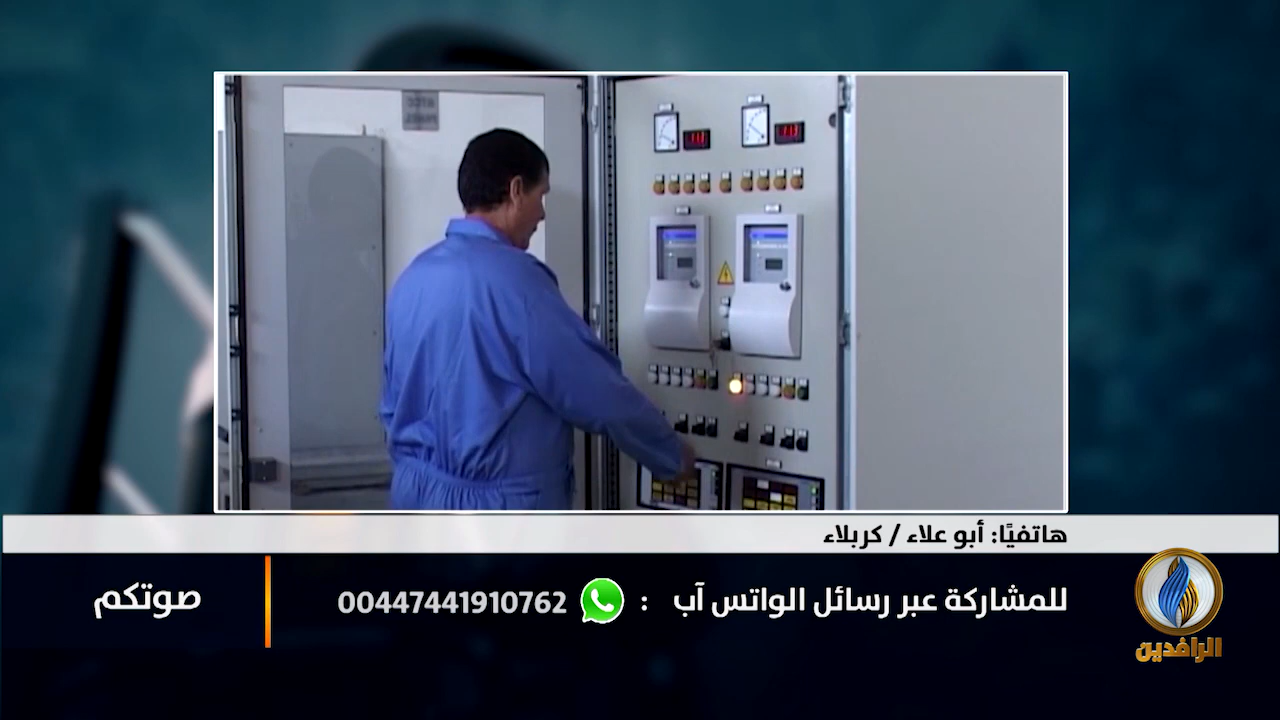 هاتفيًا: أبو علاء / كربلاء
للمشاركة عبر رسائل الواتس آب : 00447441910762
صوتكم
الرافدين